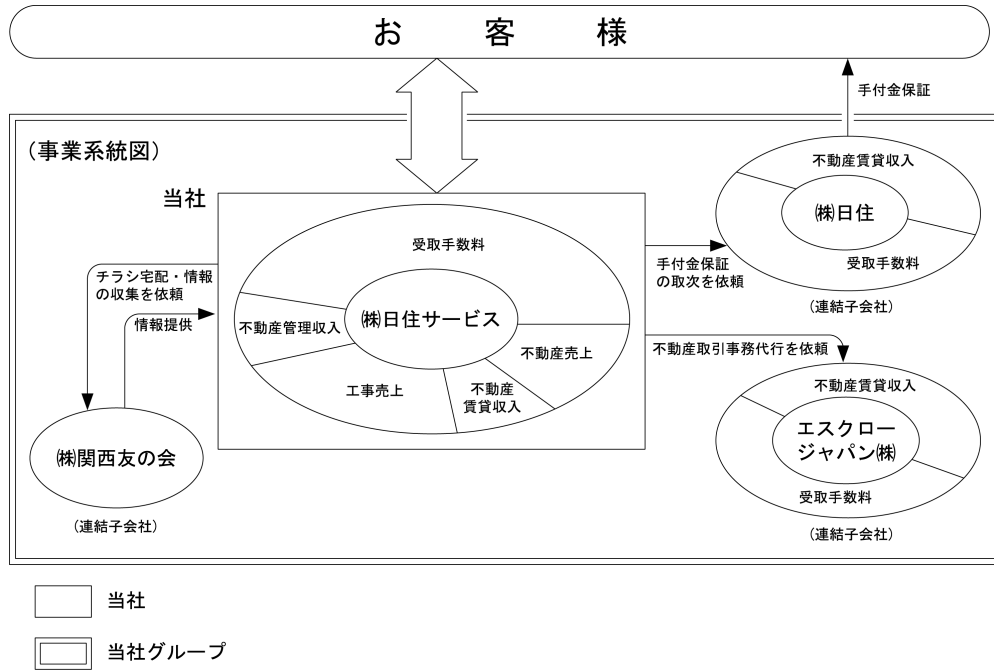 お客様
手付金保証
（事業系統図）
当社
受取手数料
㈱日住サービス
不動産管理収入
不動産売上
工事売上
不動産
賃貸収入
チラシ宅配・情報
の収集を依頼
情報提供
㈱関西友の会
（連結子会社）
手付金保証
の取次を依頼
不動産賃貸収入
㈱日住
受取手数料
（連結子会社）
不動産取引事務代行を依頼
不動産賃貸収入
エスクロー
ジャパン㈱
受取手数料
（連結子会社）
当社
当社グループ